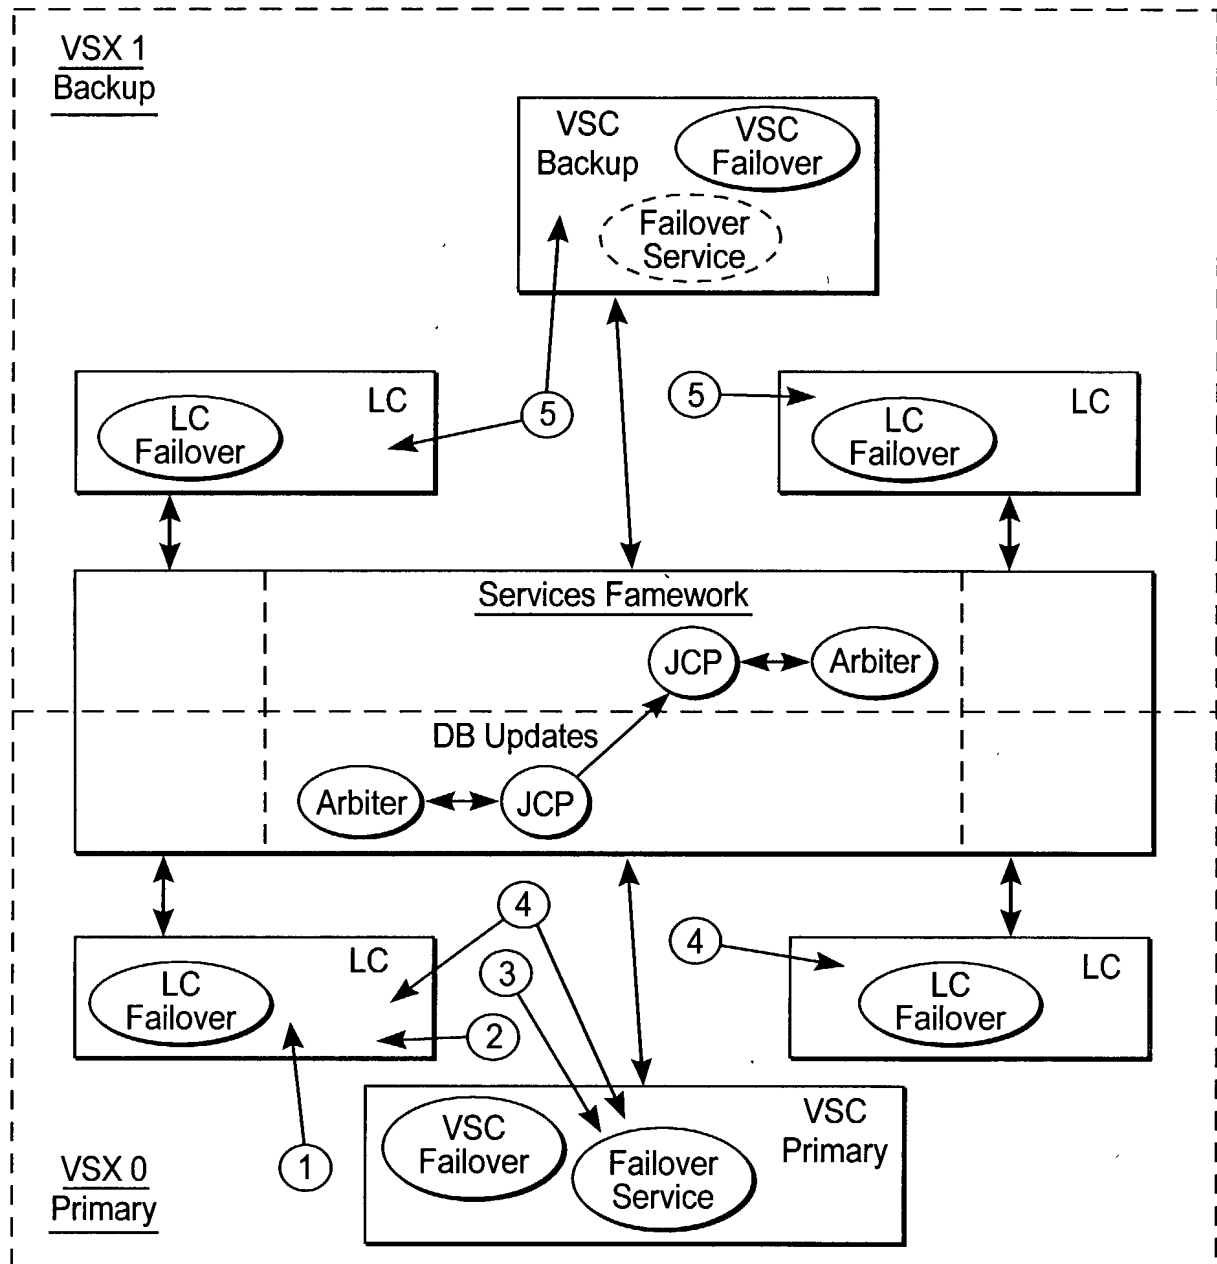 VSX 1
Backup
VSC
Backup
VSC
Failover
Failover
Service
LC
Failover
LC
5
5
LC
Failover
LC
Services Famework
JCP
Arbiter
DB Updates
Arbiter
JCP
LC
Failover
LC
4
3
2
1
4
LC
Failover
LC
VSX 0
Primary
VSC
Failover
Failover
Service
VSC
Primary